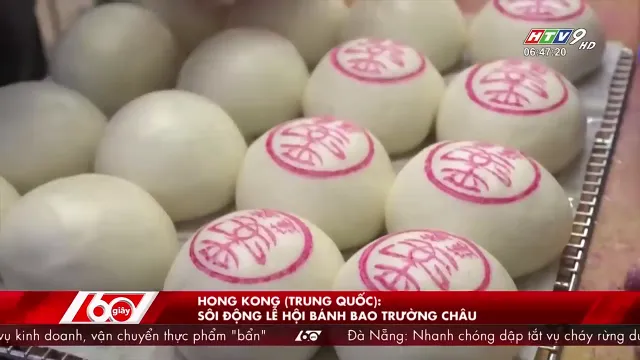 HTV9 HD
06:47:20
60 giây
HONG KONG (TRUNG QUỐC):
SÔI ĐỘNG LỄ HỘI BÁNH BAO TRƯỜNG CHÂU
vụ kinh doanh, vận chuyển thực phẩm "bẩn" 60giây Đà Nẵng: Nhanh chóng dập tắt vụ cháy rừng